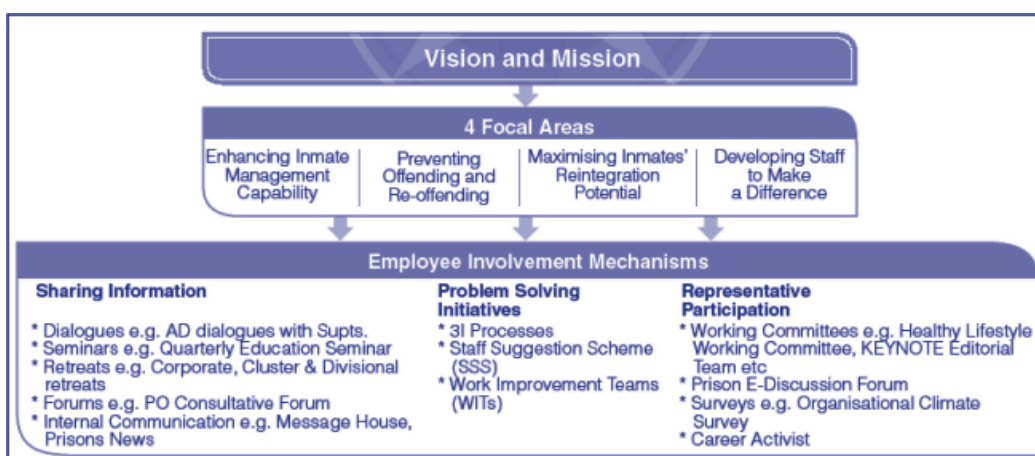 Vision and Mission
4 Focal Areas
Enhancing Inmate
Management
Capability
Preventing
Offending and
Re-offending
Maximising Inmates'
Reintegration
Potential
Developing Staff
to Make
a Difference
Employee Involvement Mechanisms
Sharing Information
* Dialogues e.g. AD dialogues with Supts.
* Seminars e.g. Quarterly Education Seminar
* Retreats e.g. Corporate, Cluster & Divisional
retreats
* Forums e.g. PO Consultative Forum
* Internal Communication e.g. Message House,
Prisons News
Problem Solving
Initiatives
* 3I Processes
* Staff Suggestion Scheme
(SSS)
* Work Improvement Teams
(WITs)
Representative
Participation
* Working Committees e.g. Healthy Lifestyle
Working Committee, KEYNOTE Editorial
Team etc
* Prison E-Discussion Forum
* Surveys e.g. Organisational Climate
Survey
* Career Activist